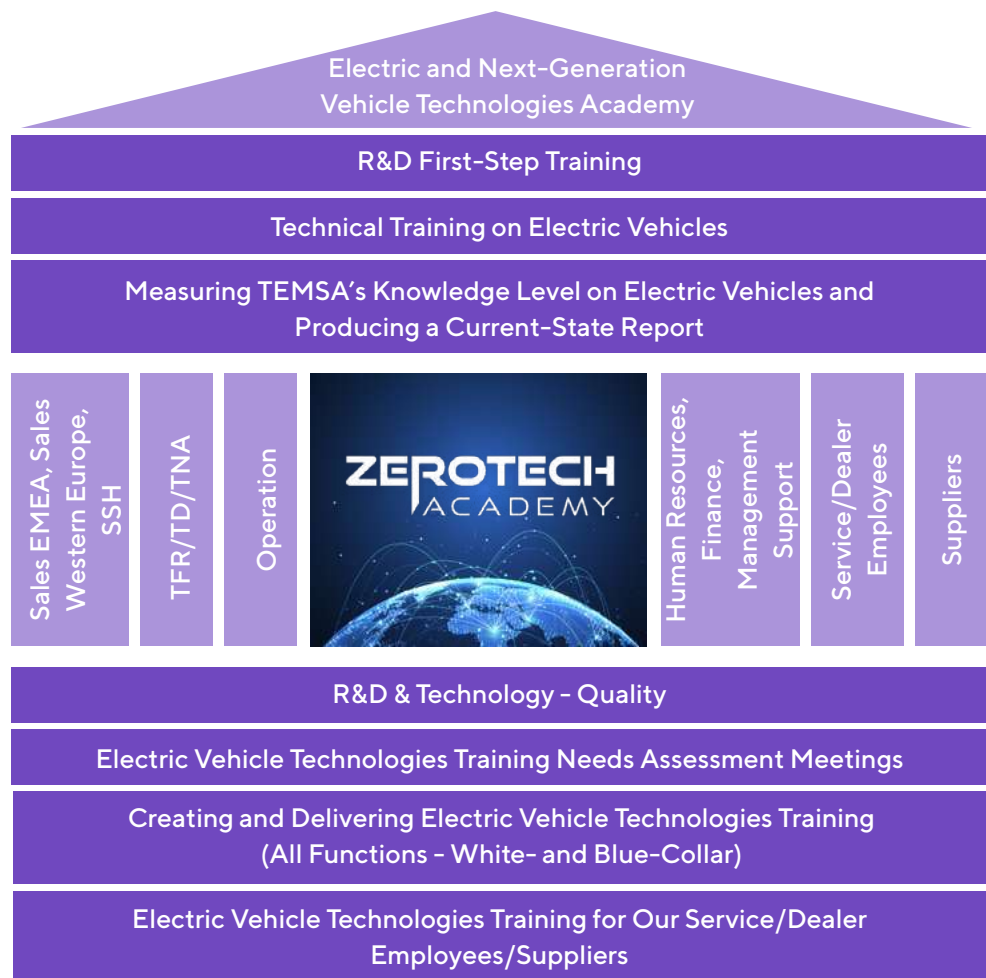 Electric and Next-Generation
Vehicle Technologies Academy
R&D First-Step Training
Technical Training on Electric Vehicles
Measuring TEMSA's Knowledge Level on Electric Vehicles and
Producing a Current-State Report
Sales EMEA, Sales
Western Europe,
SSH
TFR/TD/TNA
Operation
ZEROTECH
ACADEMY
Human Resources,
Finance,
Management
Support
Service/Dealer
Employees
Suppliers
R&D & Technology - Quality
Electric Vehicle Technologies Training Needs Assessment Meetings
Creating and Delivering Electric Vehicle Technologies Training
(All Functions - White- and Blue-Collar)
Electric Vehicle Technologies Training for Our Service/Dealer
Employees/Suppliers